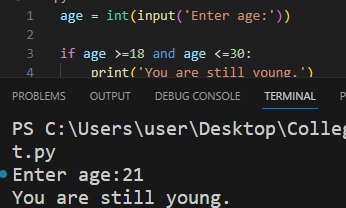 1 age = int(input('Enter age:'))
2
3 if age >=18 and age <=30:
4 print('You are still young.')
PROBLEMS OUTPUT DEBUG CONSOLE TERMINAL
PS C:\Users\user\Desktop\Colleg
t.py
Enter age:21
You are still young.